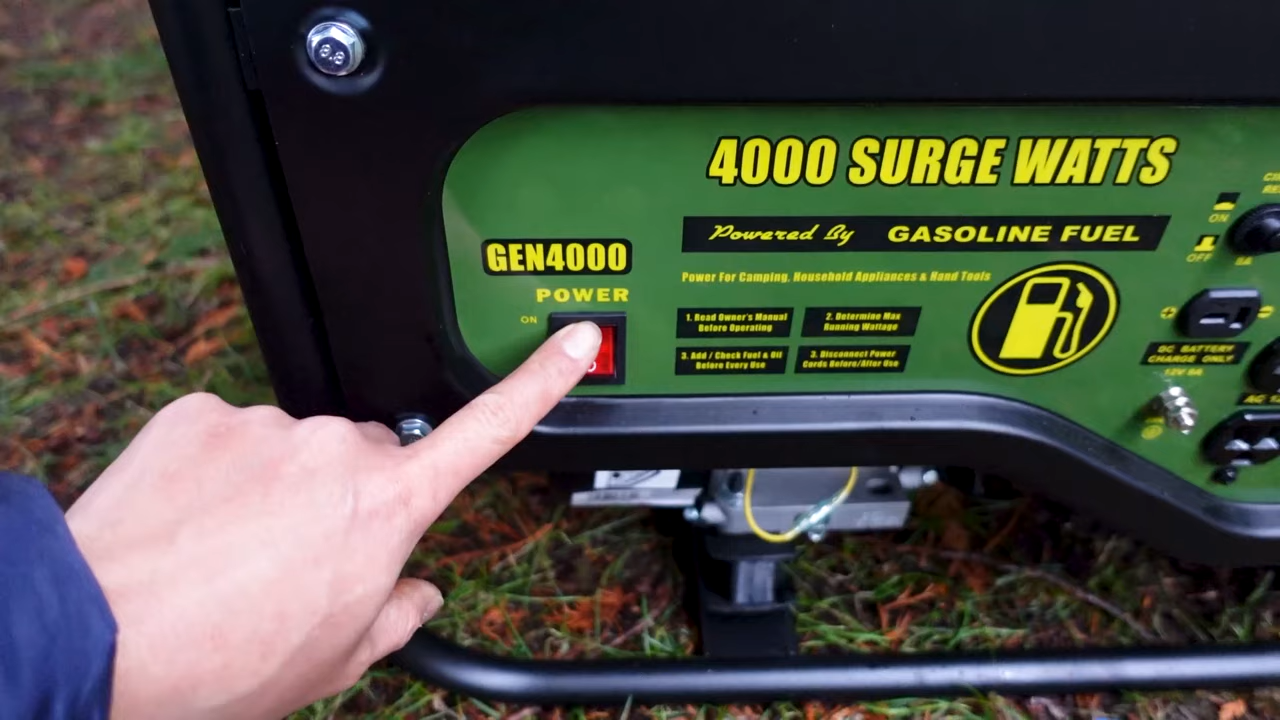 4000 SURGE WATTS
Powered By GASOLINE FUEL
GEN4000
Power For Camping, Household Appliances & Hand Tools
POWER
ON
1. Read Owner's Manual
Before Operating
2. Determine Max
Running Wattage
3. Add / Check Fuel & Oil
Before Every Use
3. Disconnect Power
Cords Before/After Use
ON
OFF
8A
DC BATTERY
CHARGE ONLY
12V 8A